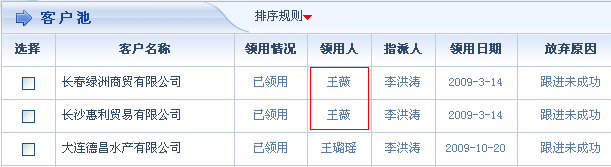 客户池 排序规则
选择 客户名称 领用情况 领用人 指派人 领用日期 放弃原因
长春绿洲商贸有限公司 已领用 王薇 李洪涛 2009-3-14 跟进未成功
长沙惠利贸易有限公司 已领用 王薇 李洪涛 2009-3-14 跟进未成功
大连德昌水产有限公司 已领用 王璐瑶 李洪涛 2009-10-20 跟进未成功